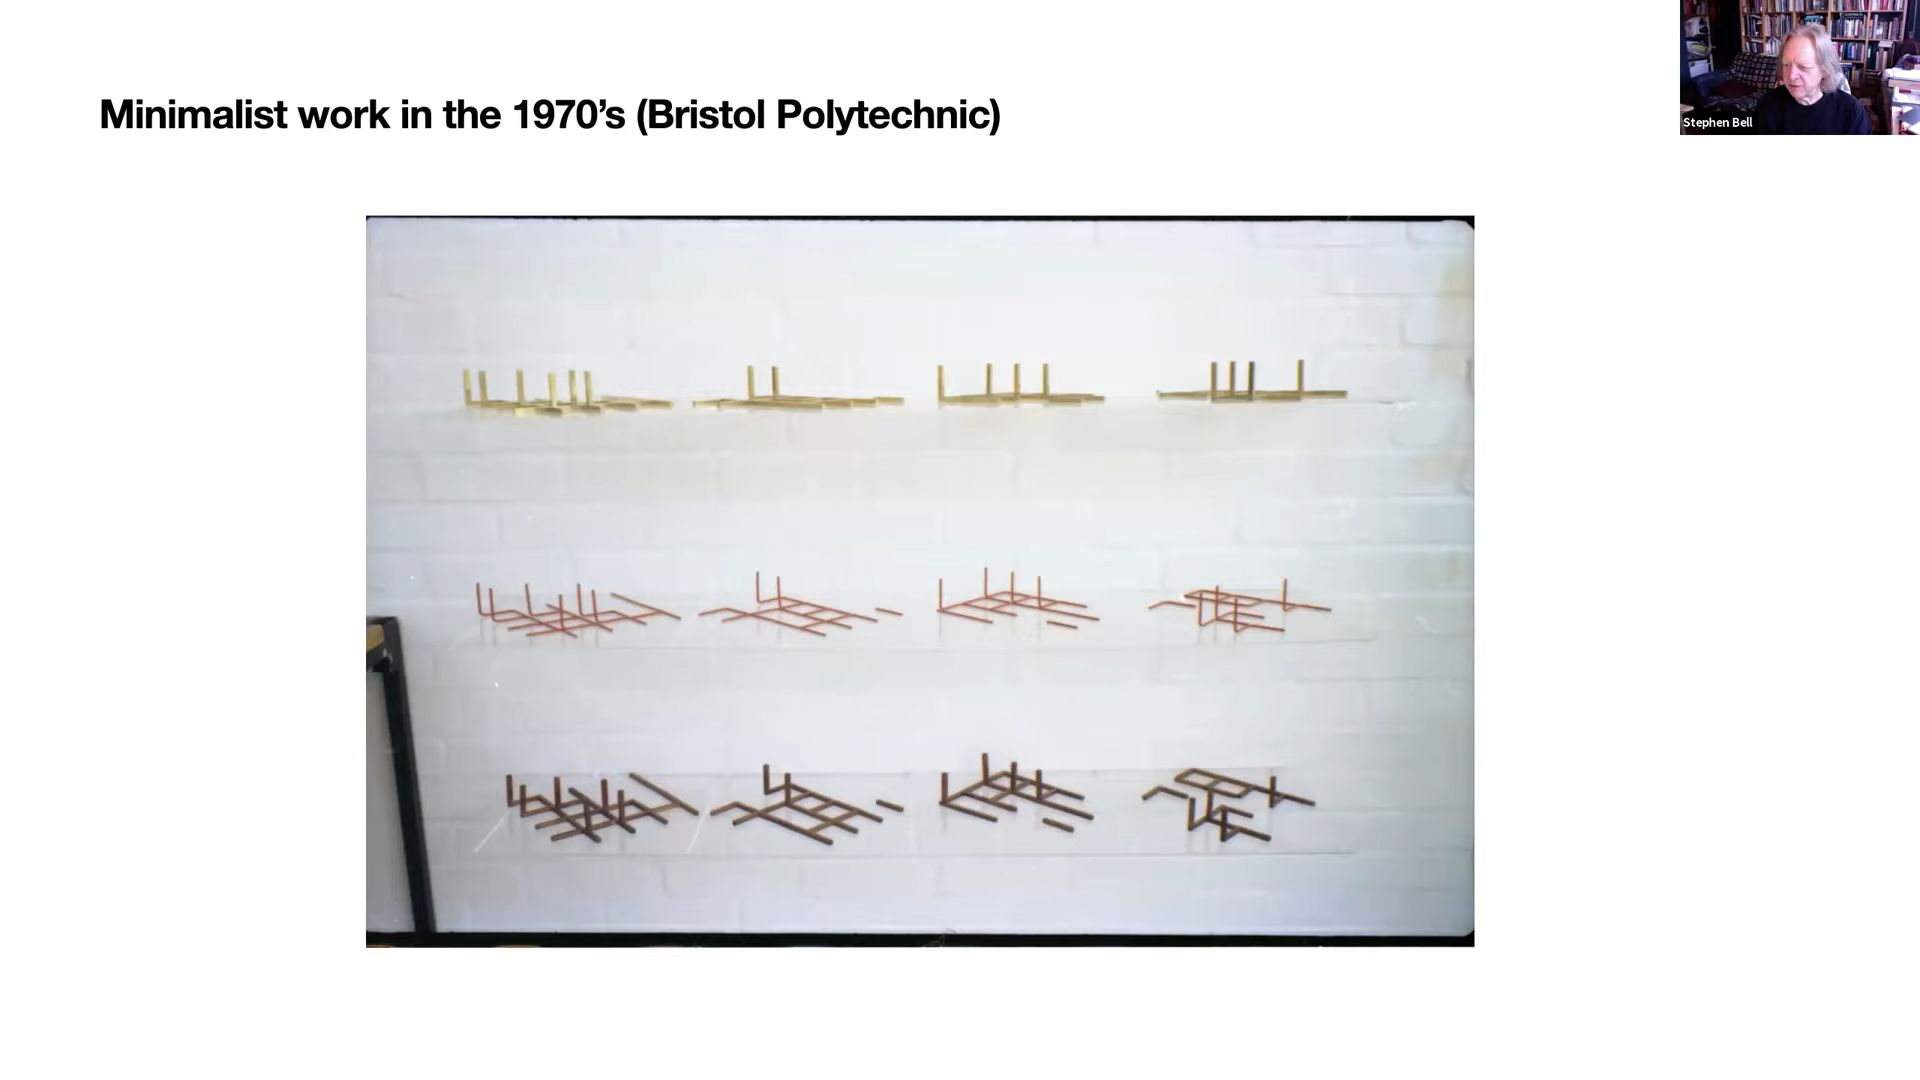 Minimalist work in the 1970’s (Bristol Polytechnic)
Stephen Bell